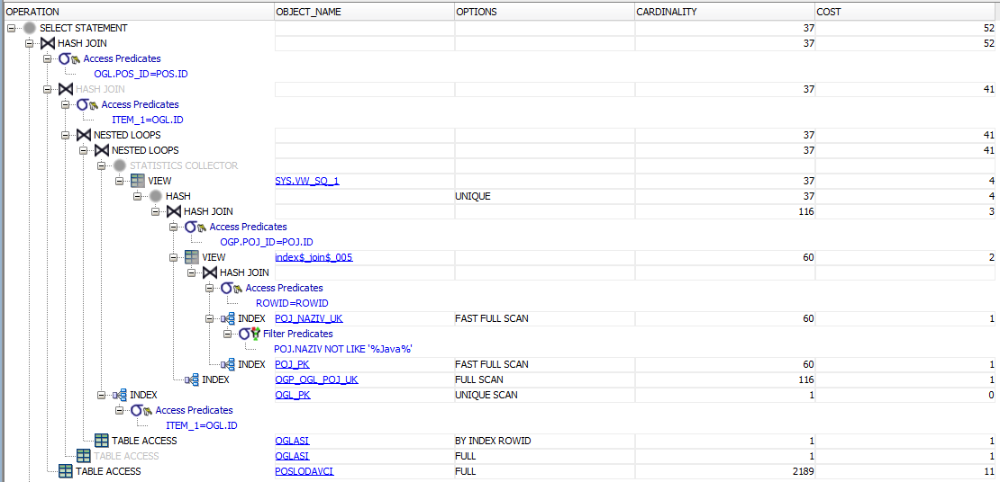 OPERATION OBJECT_NAME OPTIONS CARDINALITY COST
SELECT STATEMENT 37 52
HASH JOIN 37 52
Access Predicates
OGL.POS_ID=POS.ID
HASH JOIN 37 41
Access Predicates
ITEM_1=OGL.ID
NESTED LOOPS 37 41
NESTED LOOPS 37 41
STATISTICS COLLECTOR
VIEW SYS.VW_SQ_1 37 4
HASH UNIQUE 37 4
HASH JOIN 116 3
Access Predicates
OGP.POJ_ID=POJ.ID
VIEW index$_join$_005 60 2
HASH JOIN
Access Predicates
ROWID=ROWID
INDEX POJ_NAZIV_UK FAST FULL SCAN 60 1
Filter Predicates
POJ.NAZIV NOT LIKE '%Java%'
INDEX POJ_PK FAST FULL SCAN 60 1
INDEX OGP_OGL_POJ_UK FULL SCAN 116 1
INDEX OGL_PK UNIQUE SCAN 1 0
Access Predicates
ITEM_1=OGL.ID
TABLE ACCESS OGLASI BY INDEX ROWID 1 1
TABLE ACCESS OGLASI FULL 1 1
TABLE ACCESS POSLODAVCI FULL 2189 11